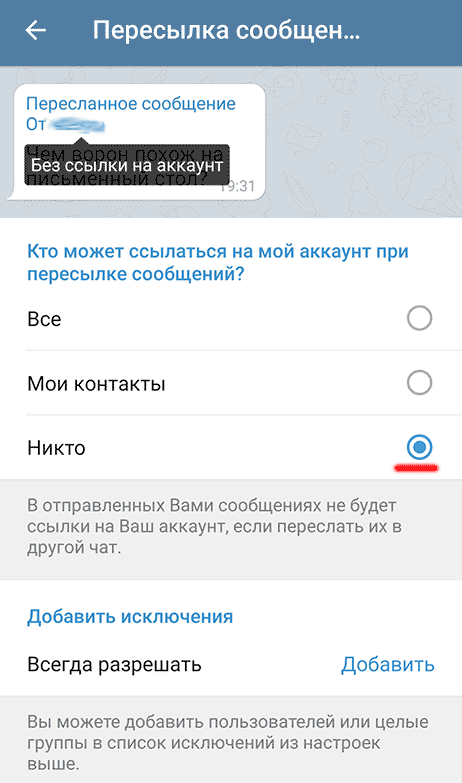 Пересылка сообщен...
Пересланное сообщение
От
Чем ворон похож на
Без ссылки на аккаунт
письменный стол?
19:31
Кто может ссылаться на мой аккаунт при
пересылке сообщений?
Все
Мои контакты
Никто
В отправленных Вами сообщениях не будет
ссылки на Ваш аккаунт, если переслать их в
другой чат.
Добавить исключения
Всегда разрешать Добавить
Вы можете добавить пользователей или целые
группы в список исключений из настроек
выше.